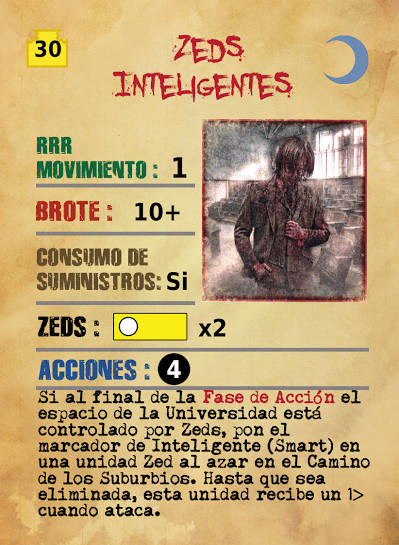 30
ZEDS
INTELIGENTES
RRR
MOVIMIENTO : 1
BROTE : 10+
CONSUMO DE
SUMINISTROS: Si
ZEDS : x2
ACCIONES : 4
Si al final de la Fase de Acción el
espacio de la Universidad está
controlado por Zeds, pon el
marcador de Inteligente (Smart) en
una unidad Zed al azar en el Camino
de los Suburbios. Hasta que sea
eliminada, esta unidad recibe un 1>
cuando ataca.